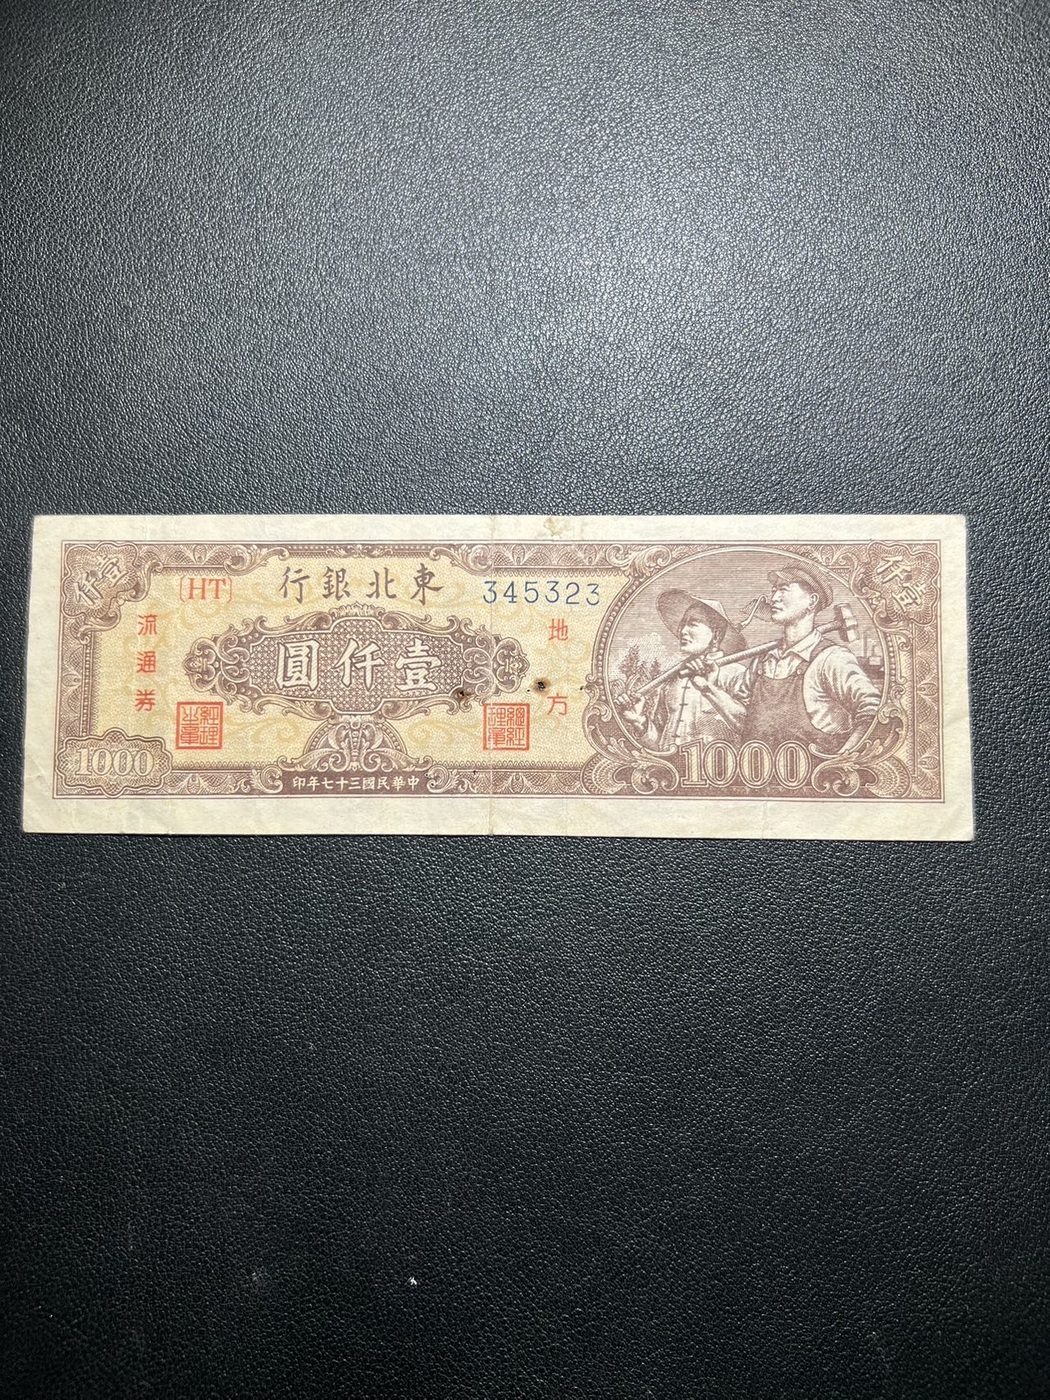 壹仟
(HT)
東北銀行
345323
壹仟
地方
流通券
壹仟圓
1000
1000
中華民國三十七年印